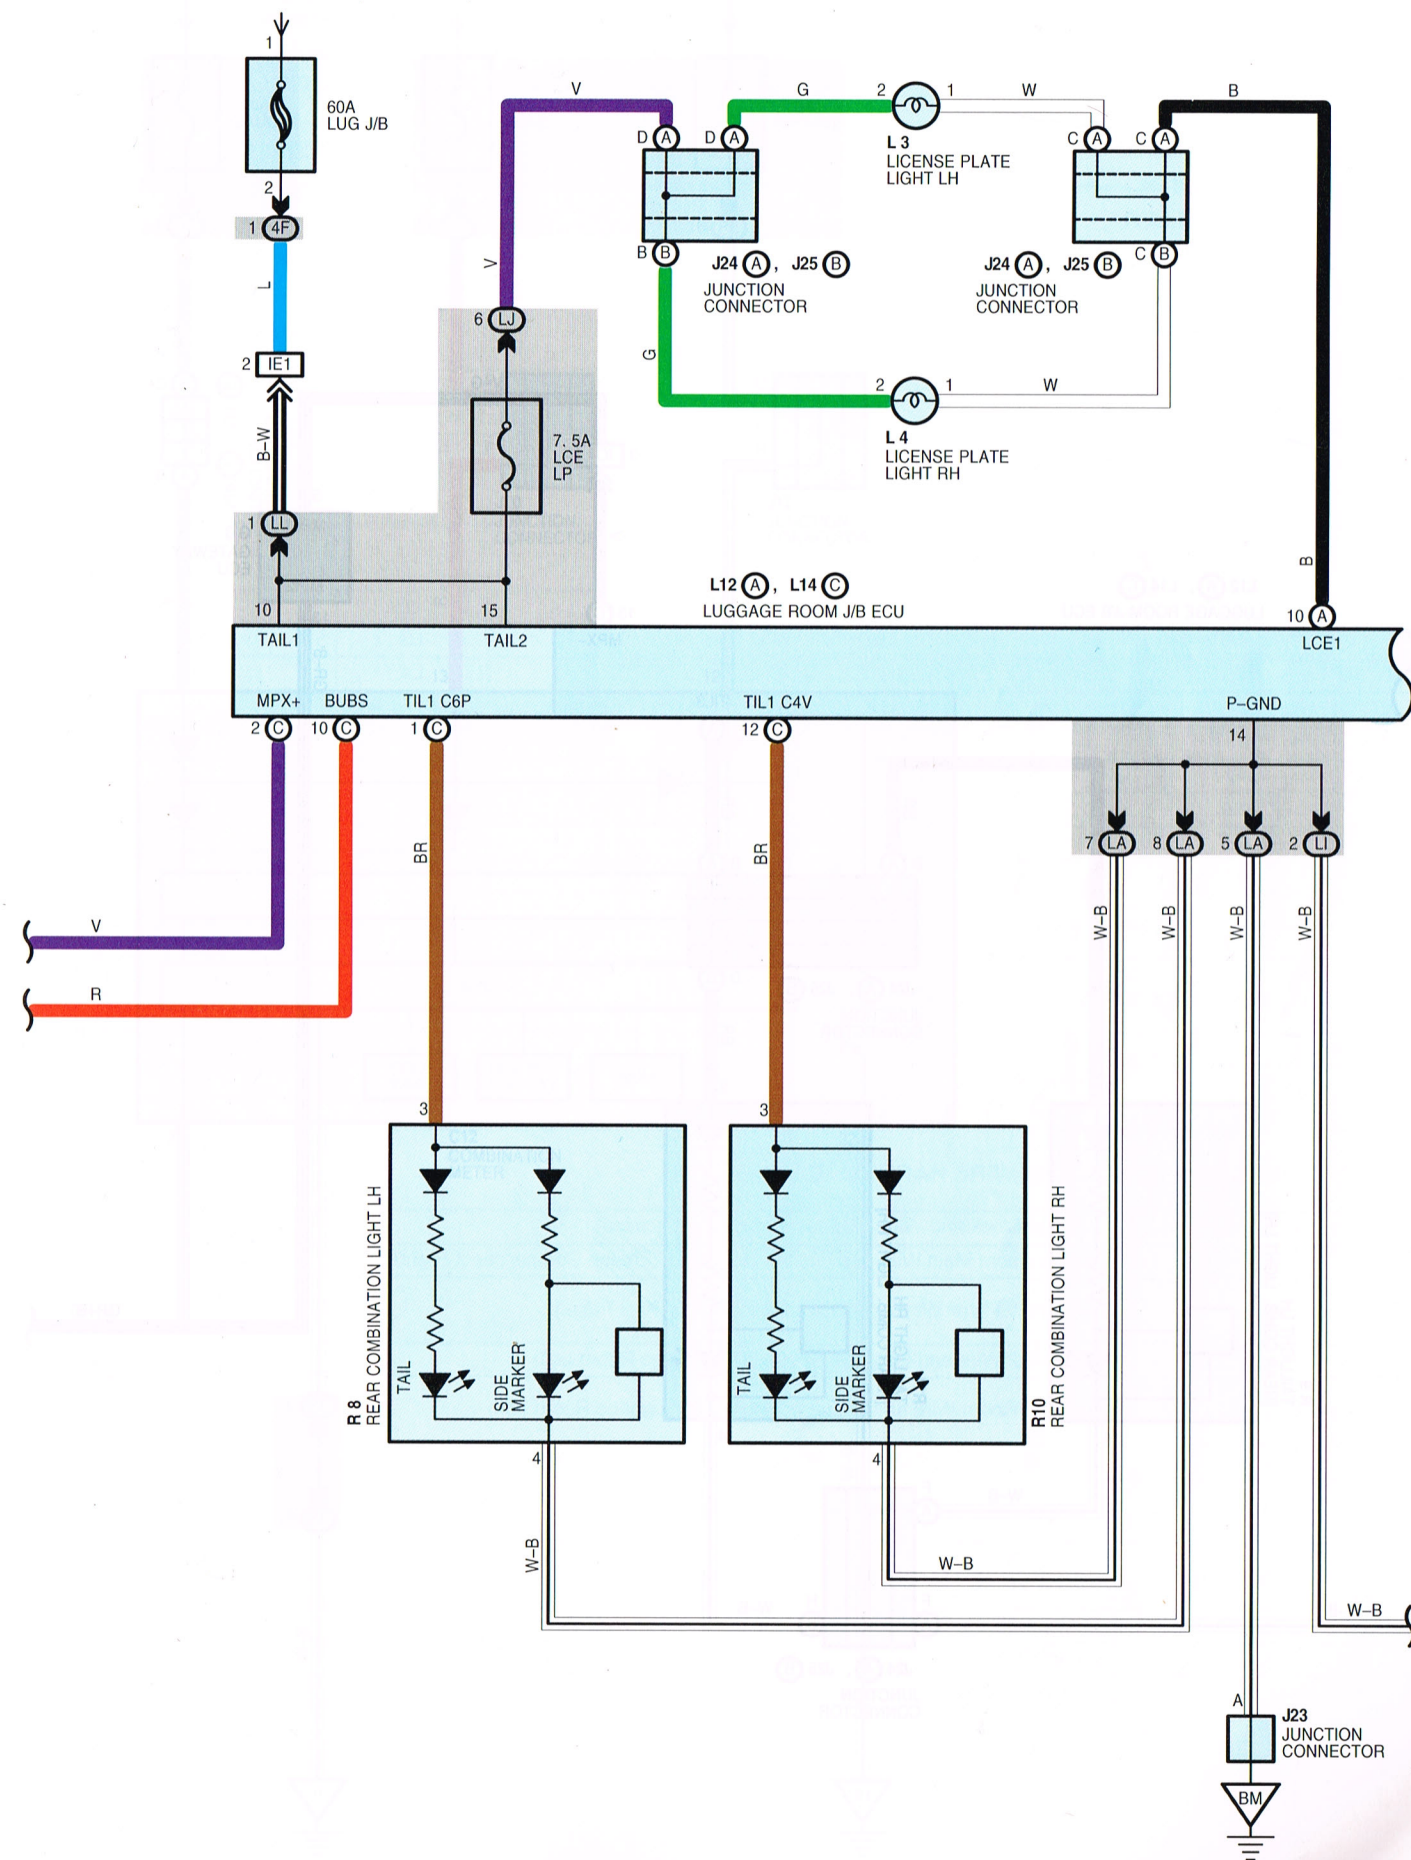 1
60A
LUG J/B
2
1 4F
L
2 IE1
B–W
1 LL
10
TAIL1
V
V
6 LJ
7. 5A
LCE
LP
15
TAIL2
D A
D A
B B
J24 A , J25 B
JUNCTION
CONNECTOR
G
G
2
1
W
L 3
LICENSE PLATE
LIGHT LH
C A
C A
C B
J24 A , J25 B
JUNCTION
CONNECTOR
B
2
1
W
L 4
LICENSE PLATE
LIGHT RH
B
L12 A , L14 C
LUGGAGE ROOM J/B ECU
10 A
LCE1
MPX+
BUBS
TIL1 C6P
TIL1 C4V
P–GND
2 C
10 C
1 C
12 C
14
7 LA
8 LA
5 LA
2 LI
BR
BR
W–B
W–B
W–B
W–B
V
R
3
3
TAIL
SIDE
MARKER
R 8
REAR COMBINATION LIGHT LH
TAIL
SIDE
MARKER
R10
REAR COMBINATION LIGHT RH
4
4
W–B
W–B
W–B
A
J23
JUNCTION
CONNECTOR
BM